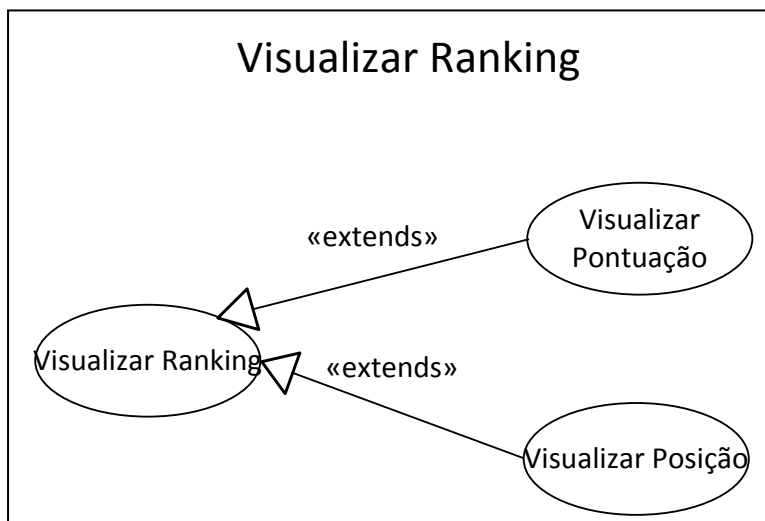 Visualizar Ranking
Visualizar
Pontuação
«extends»
Visualizar Ranking
«extends»
Visualizar Posição